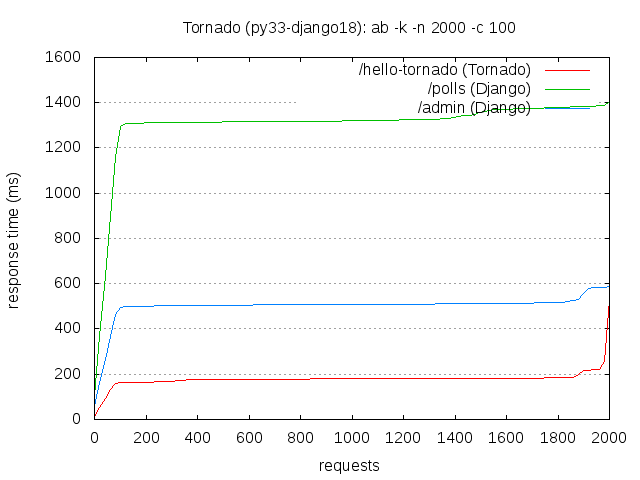 Tornado (py33-django18): ab -k -n 2000 -c 100
/hello-tornado (Tornado)
/polls (Django)
/admin (Django)
response time (ms)
1600
1400
1200
1000
800
600
400
200
0
0 200 400 600 800 1000 1200 1400 1600 1800 2000
requests